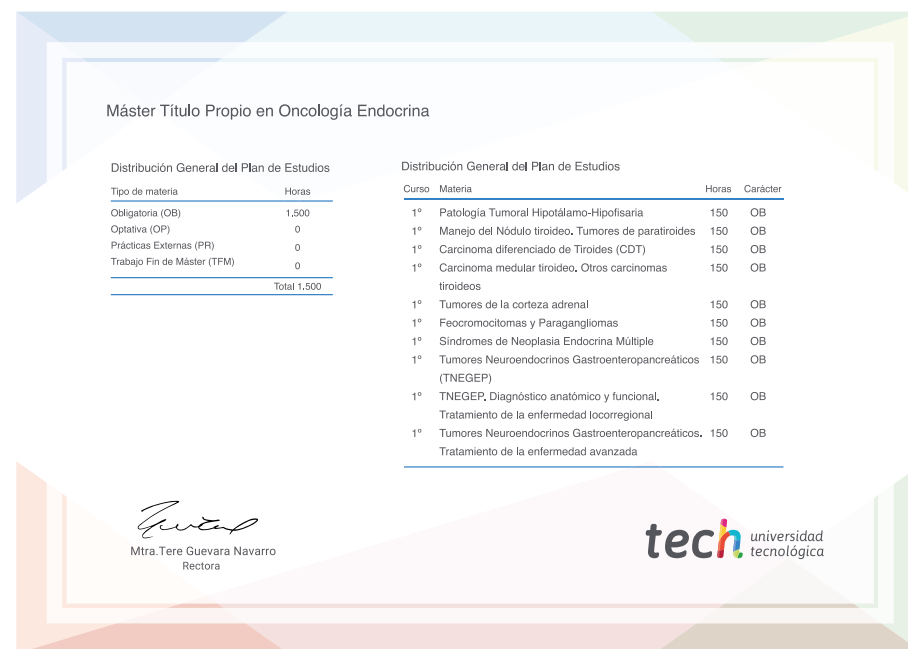 Máster Título Propio en Oncología Endocrina
Distribución General del Plan de Estudios
Tipo de materia Horas
Obligatoria (OB) 1,500
Optativa (OP) 0
Prácticas Externas (PR) 0
Trabajo Fin de Máster (TFM) 0
Total 1.500
Distribución General del Plan de Estudios
Curso Materia Horas Carácter
1º Patología Tumoral Hipotálamo-Hipofisaria 150 OB
1º Manejo del Nódulo tiroideo. Tumores de paratiroides 150 OB
1º Carcinoma diferenciado de Tiroides (CDT) 150 OB
1º Carcinoma medular tiroideo. Otros carcinomas 150 OB
tiroideos
1º Tumores de la corteza adrenal 150 OB
1º Feocromocitomas y Paragangliomas 150 OB
1º Síndromes de Neoplasia Endocrina Múltiple 150 OB
1º Tumores Neuroendocrinos Gastroenteropancreáticos 150 OB
(TNEGEP)
1º TNEGEP. Diagnóstico anatómico y funcional. 150 OB
Tratamiento de la enfermedad locorregional
1º Tumores Neuroendocrinos Gastroenteropancreáticos. 150 OB
Tratamiento de la enfermedad avanzada
Mtra.Tere Guevara Navarro
Rectora
tech universidad
tecnológica